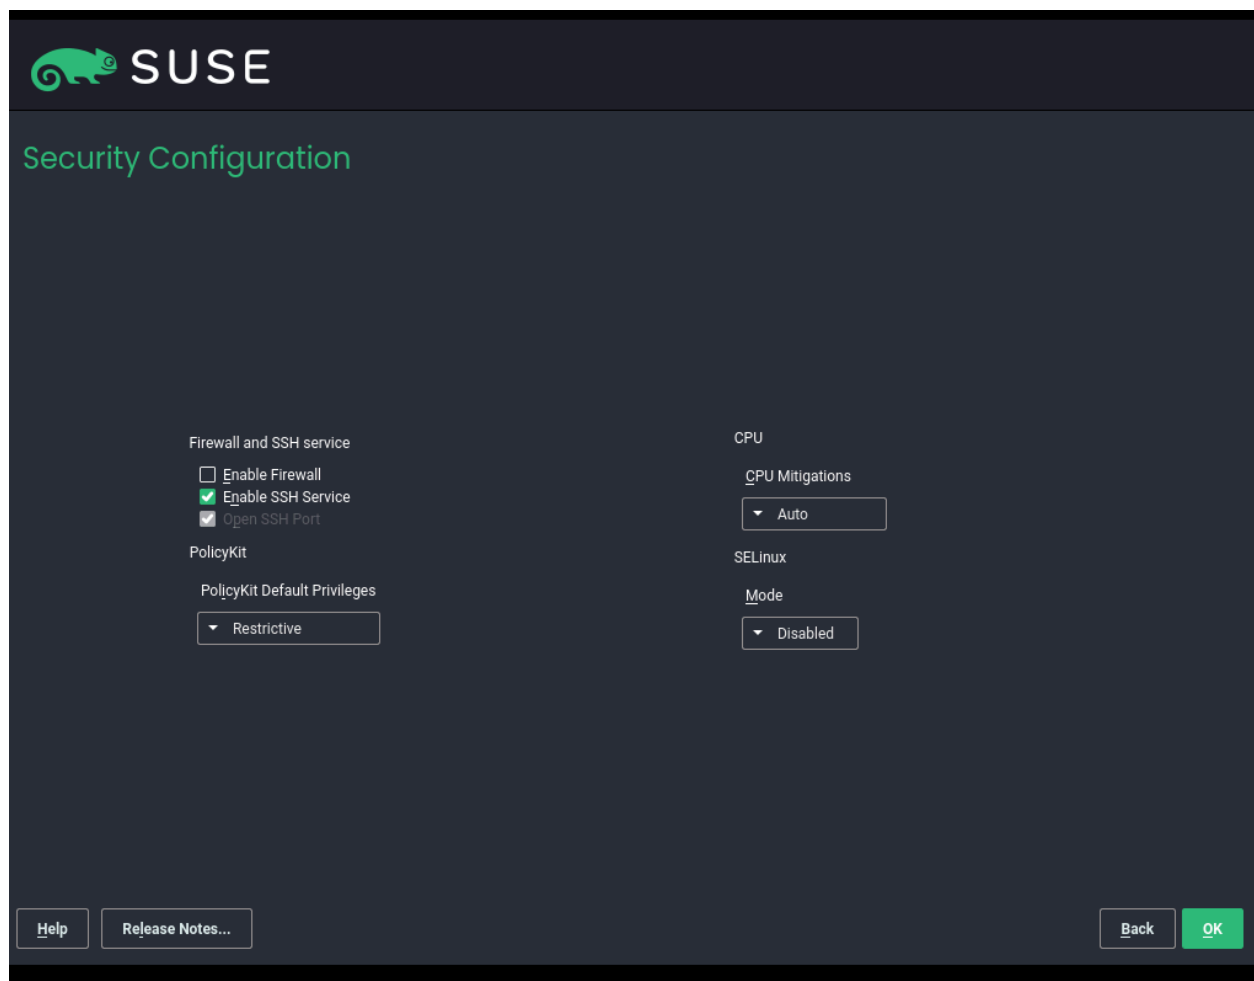 SUSE
Security Configuration
Firewall and SSH service
Enable Firewall
Enable SSH Service
Open SSH Port
PolicyKit
PolicyKit Default Privileges
Restrictive
CPU
CPU Mitigations
Auto
SELinux
Mode
Disabled
Help
Release Notes...
Back
OK